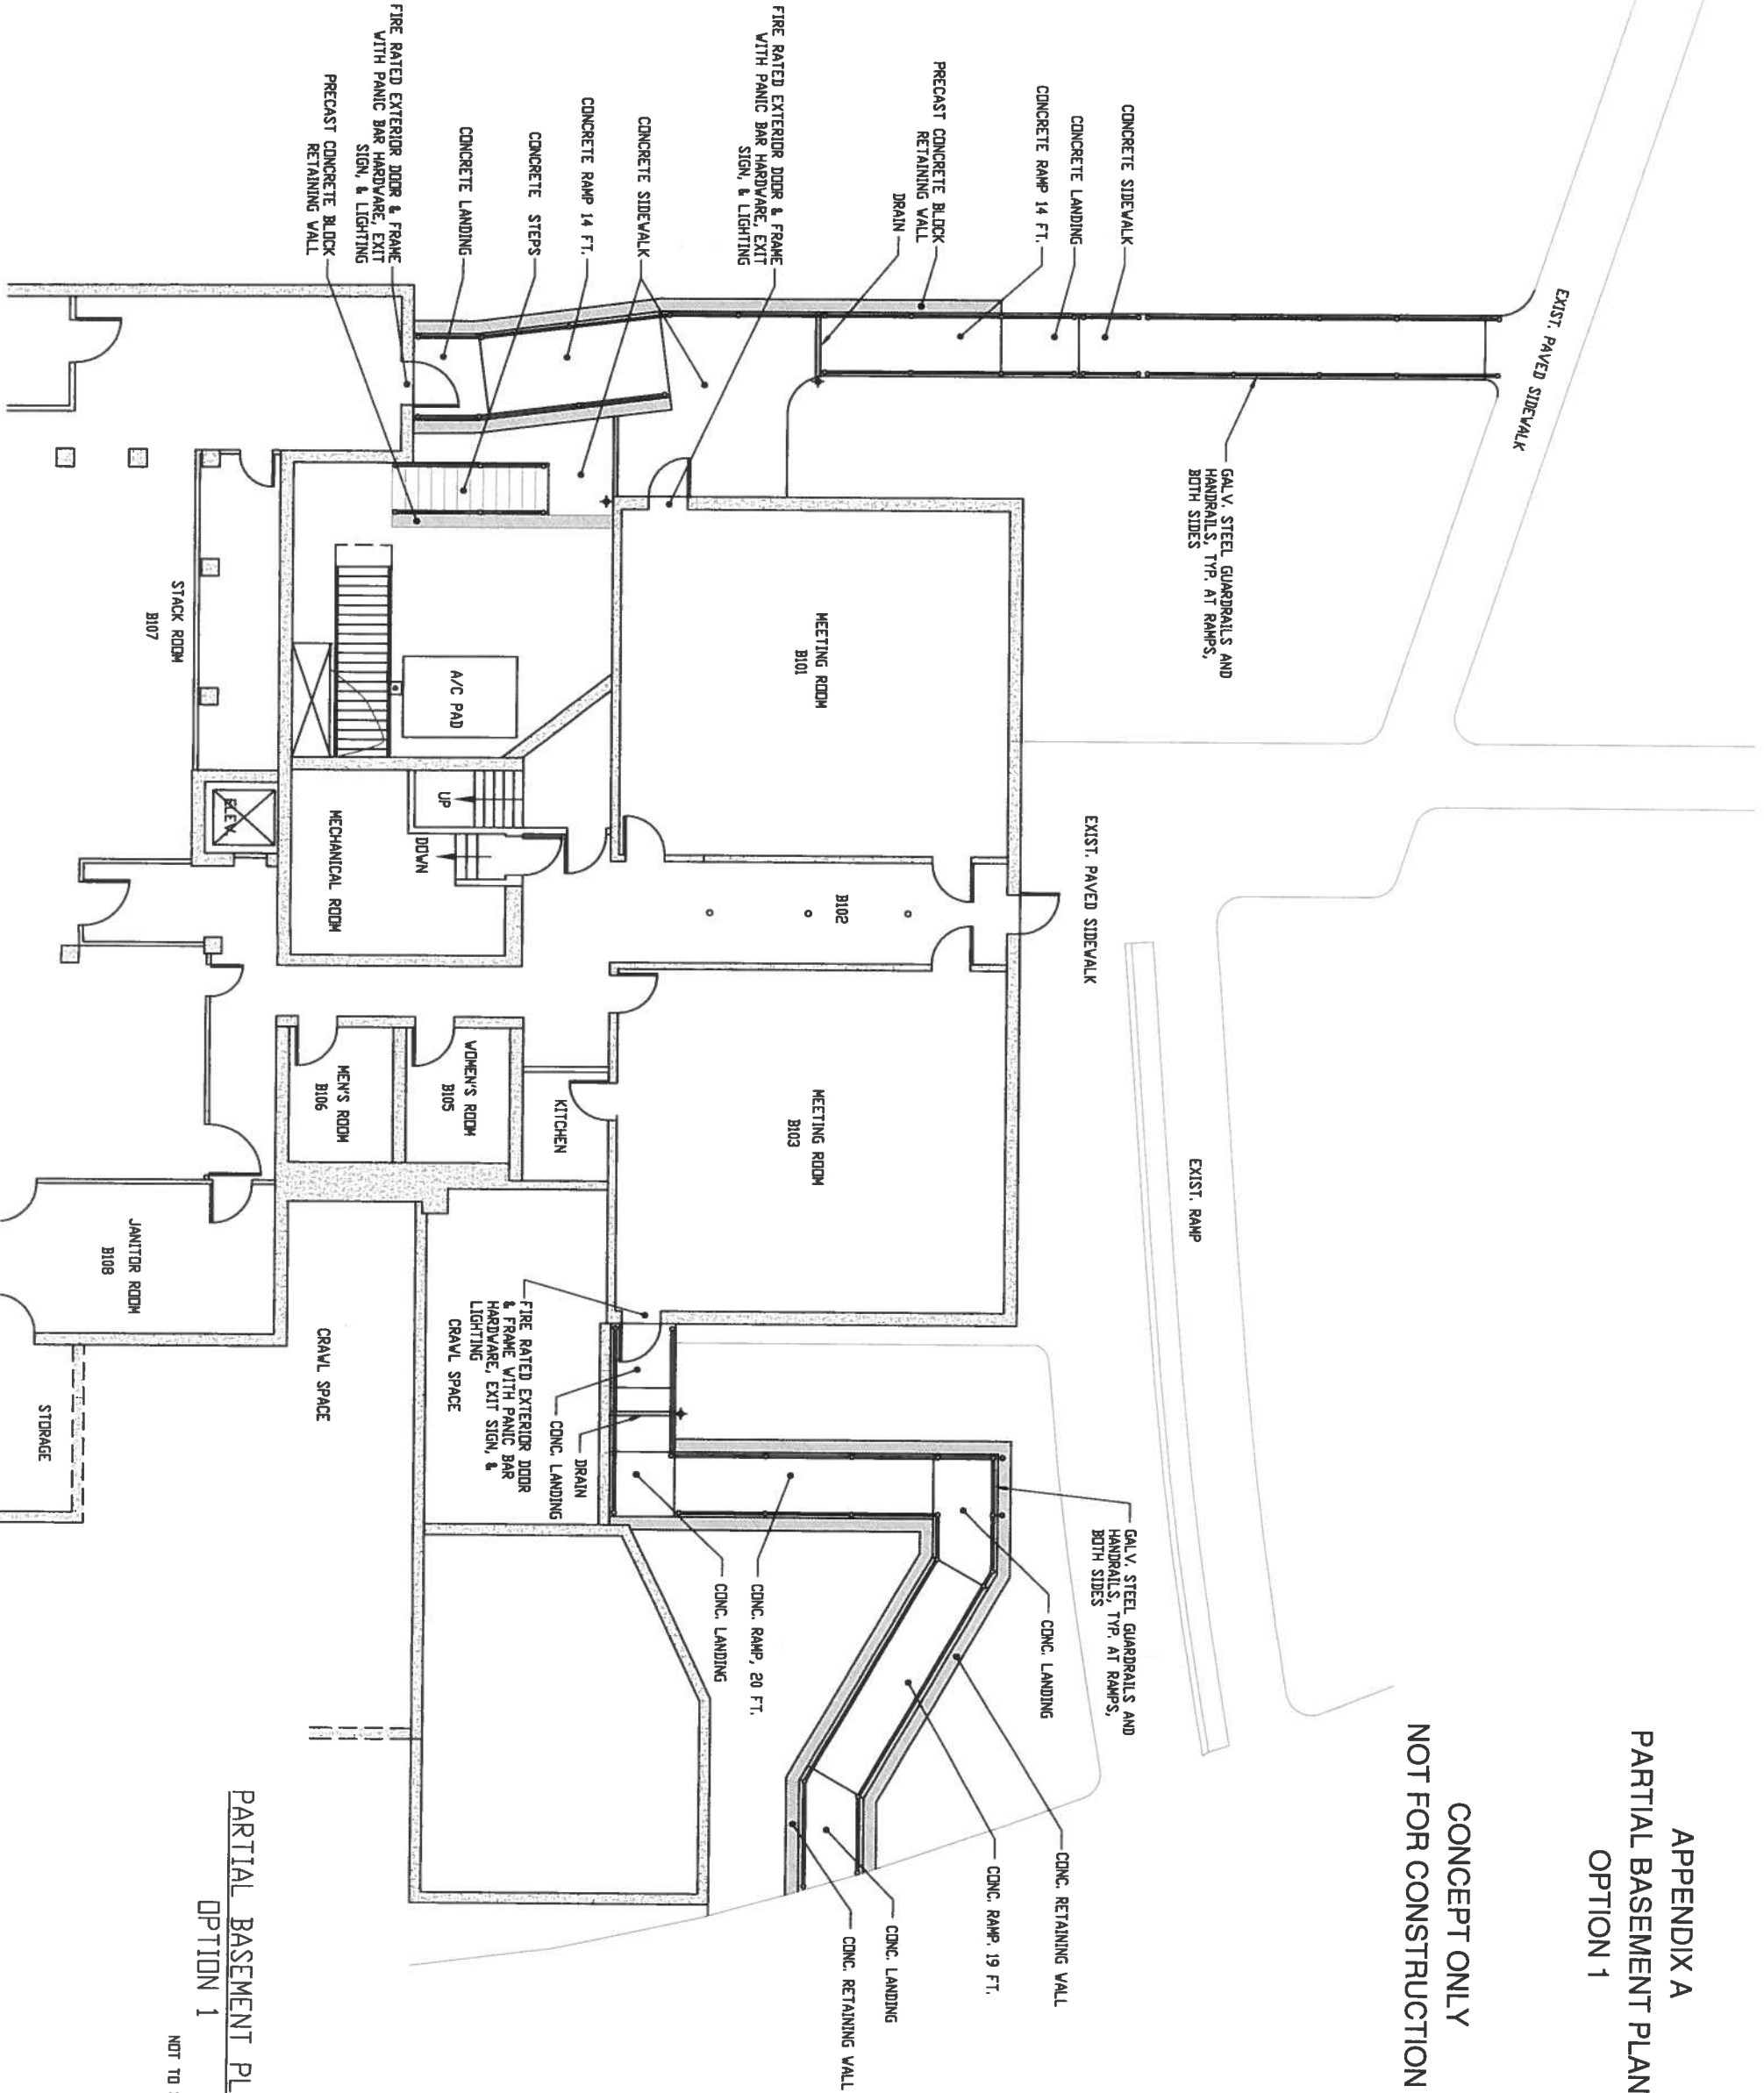 APPENDIX A
PARTIAL BASEMENT PLAN
OPTION 1
CONCEPT ONLY
NOT FOR CONSTRUCTION
EXIST. PAVED SIDEWALK
GALV. STEEL GUARDRAILS AND
HANDRAILS, TYP. AT RAMPS,
BOTH SIDES
CONCRETE SIDEWALK
CONCRETE LANDING
CONCRETE RAMP 14 FT.
PRECAST CONCRETE BLOCK
RETAINING WALL
DRAIN
FIRE RATED EXTERIOR DOOR & FRAME
WITH PANIC BAR HARDWARE, EXIT
SIGN, & LIGHTING
CONCRETE SIDEWALK
CONCRETE RAMP 14 FT.
CONCRETE STEPS
CONCRETE LANDING
FIRE RATED EXTERIOR DOOR & FRAME
WITH PANIC BAR HARDWARE, EXIT
SIGN, & LIGHTING
PRECAST CONCRETE BLOCK
RETAINING WALL
EXIST. PAVED SIDEWALK
EXIST. RAMP
MEETING ROOM
B101
B102
MEETING ROOM
B103
A/C PAD
UP
DOWN
MECHANICAL ROOM
STACK ROOM
B107
ELEV.
KITCHEN
WOMEN'S ROOM
B105
MEN'S ROOM
B106
JANITOR ROOM
B108
CRAWL SPACE
CRAWL SPACE
STORAGE
FIRE RATED EXTERIOR DOOR
& FRAME WITH PANIC BAR
HARDWARE, EXIT SIGN, &
LIGHTING
DRAIN
CONC. LANDING
GALV. STEEL GUARDRAILS AND
HANDRAILS, TYP. AT RAMPS,
BOTH SIDES
CONC. LANDING
CONC. RAMP, 20 FT.
CONC. LANDING
CONC. RETAINING WALL
CONC. RAMP, 19 FT.
CONC. LANDING
CONC. RETAINING WALL
PARTIAL BASEMENT PL
OPTION 1
NOT TO